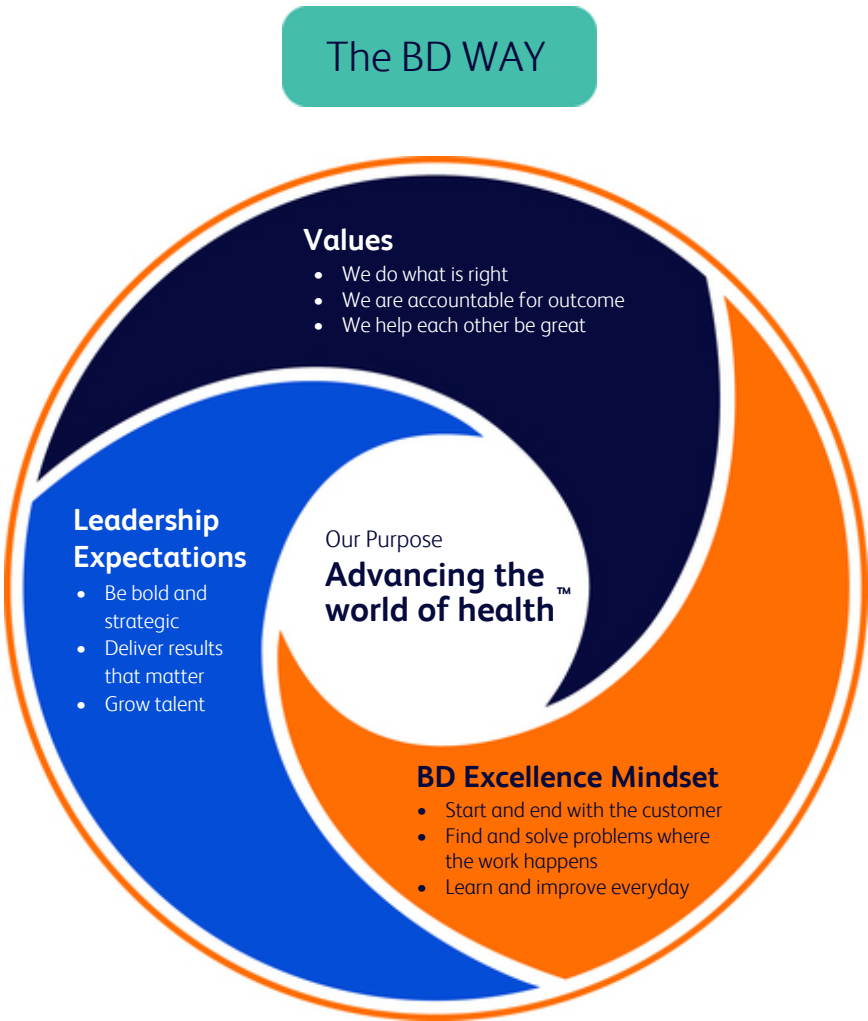 The BD WAY
Values
• We do what is right
• We are accountable for outcome
• We help each other be great
Leadership
Expectations
• Be bold and
strategic
• Deliver results
that matter
• Grow talent
Our Purpose
Advancing the
world of health™
BD Excellence Mindset
• Start and end with the customer
• Find and solve problems where
the work happens
• Learn and improve everyday